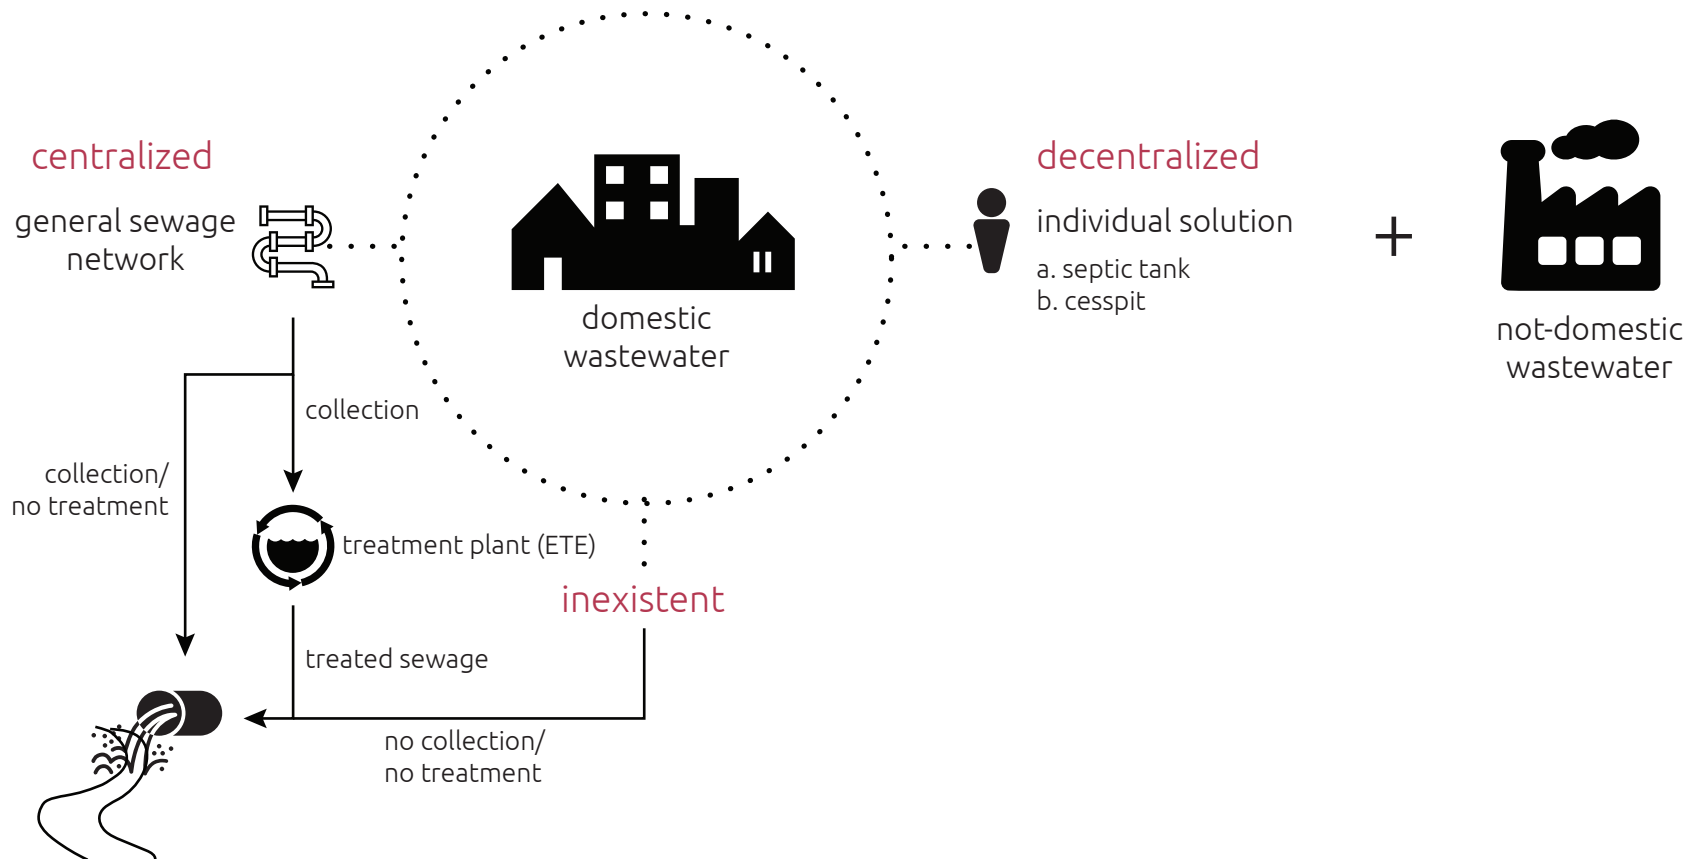 centralized
general sewage
network
domestic
wastewater
decentralized
individual solution
a. septic tank
b. cesspit
+
not-domestic
wastewater
collection
collection/
no treatment
treatment plant (ETE)
inexistent
treated sewage
no collection/
no treatment